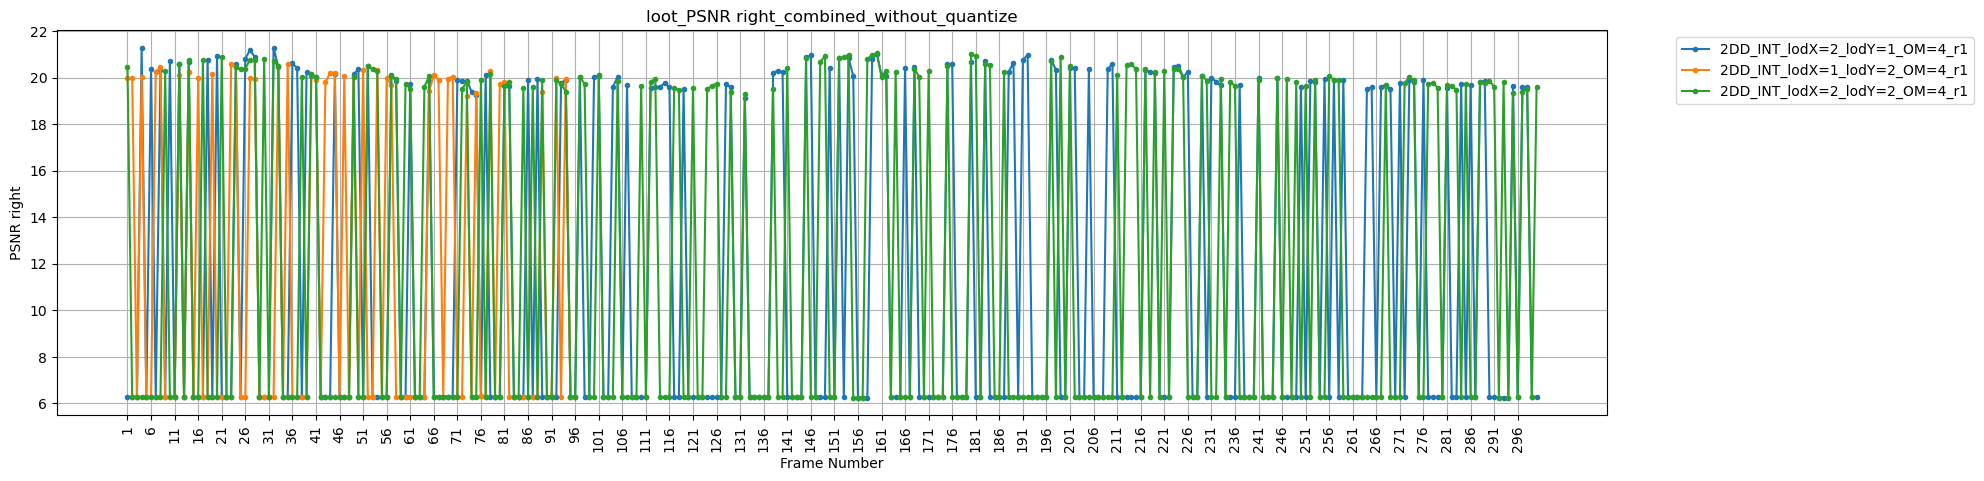 loot_PSNR right_combined_without_quantize
22
20
18
16
14
12
10
8
6
PSNR right
1 6 11 16 21 26 31 36 41 46 51 56 61 66 71 76 81 86 91 96 101 106 111 116 121 126 131 136 141 146 151 156 161 166 171 176 181 186 191 196 201 206 211 216 221 226 231 236 241 246 251 256 261 266 271 276 281 286 291 296
Frame Number
2DD_INT_lodX=2_lodY=1_OM=4_r1
2DD_INT_lodX=1_lodY=2_OM=4_r1
2DD_INT_lodX=2_lodY=2_OM=4_r1